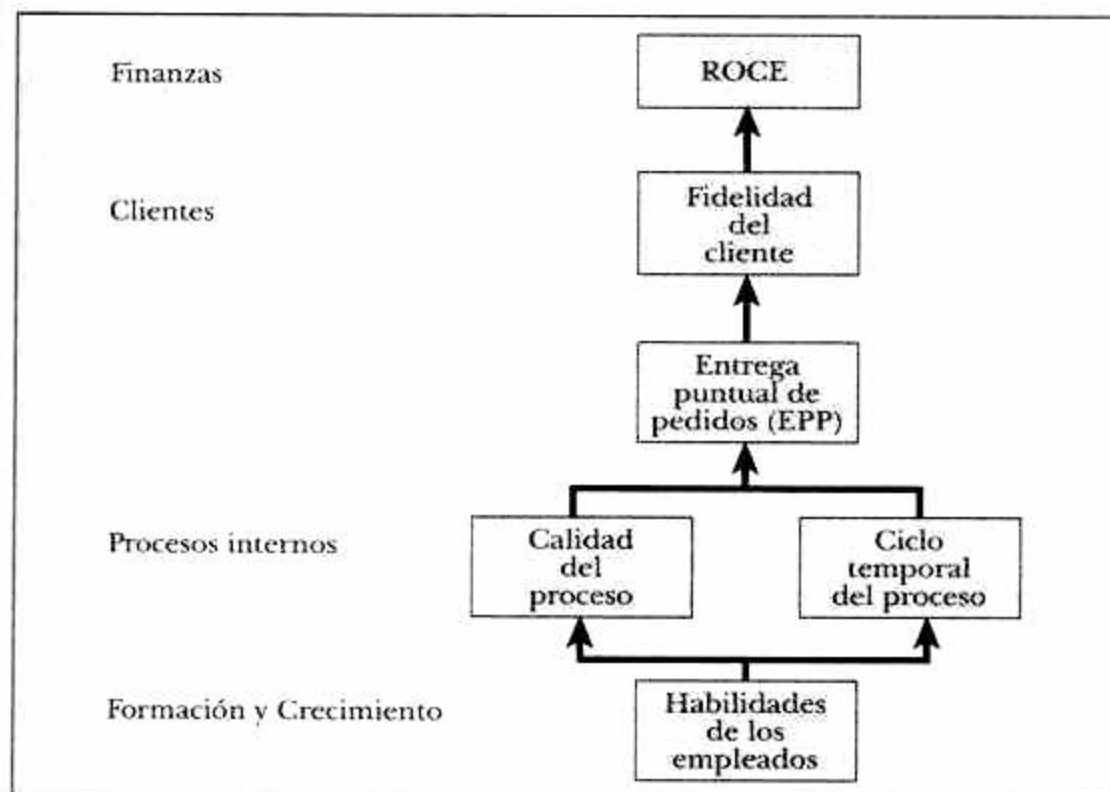 Finanzas
ROCE
Clientes
Fidelidad
del
cliente
Entrega
puntual de
pedidos (EPP)
Procesos internos
Calidad
del
proceso
Ciclo
temporal
del proceso
Formación y Crecimiento
Habilidades
de los
empleados